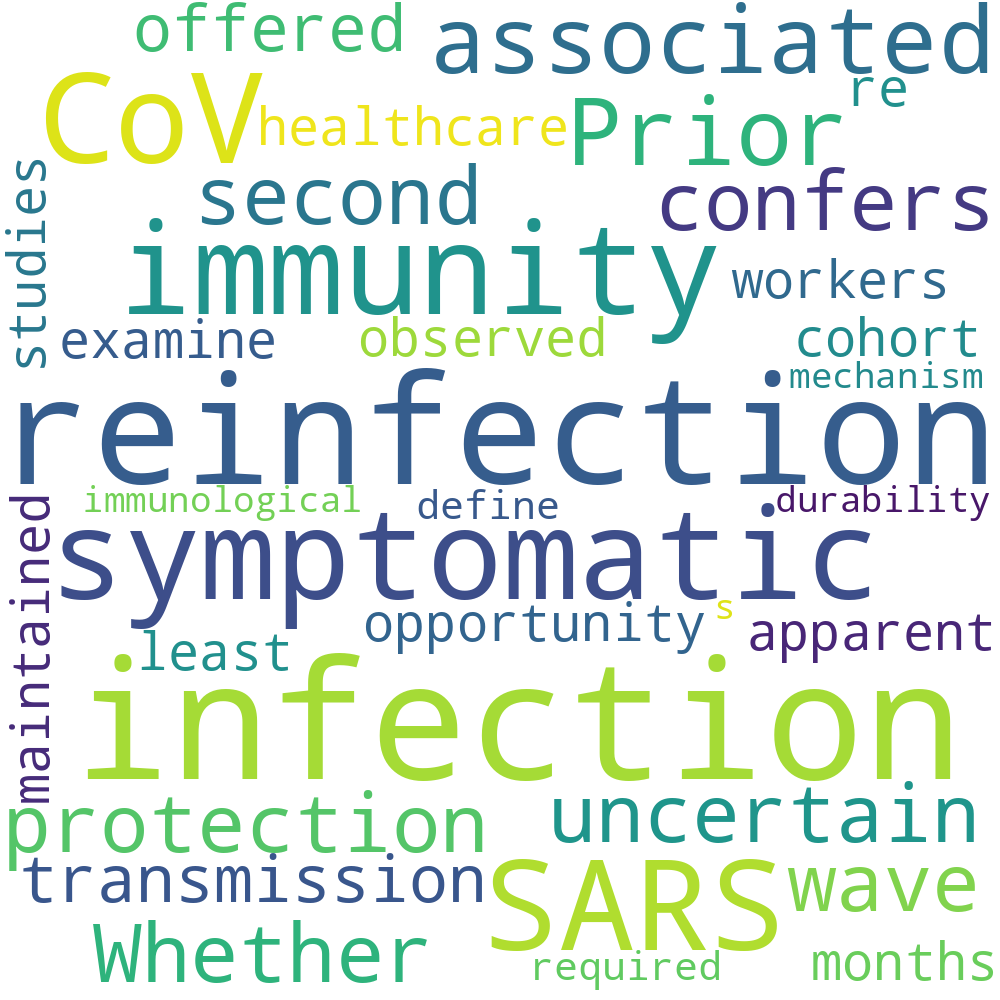 offered
associated
CoV
healthcare
Prior
re
studies
second
confers
immunity
workers
examine
observed
cohort
mechanism
reinfection
immunological
define
durability
maintained
symptomatic
opportunity
s
apparent
least
infection
protection
uncertain
transmission
SARS
wave
Whether
required
months